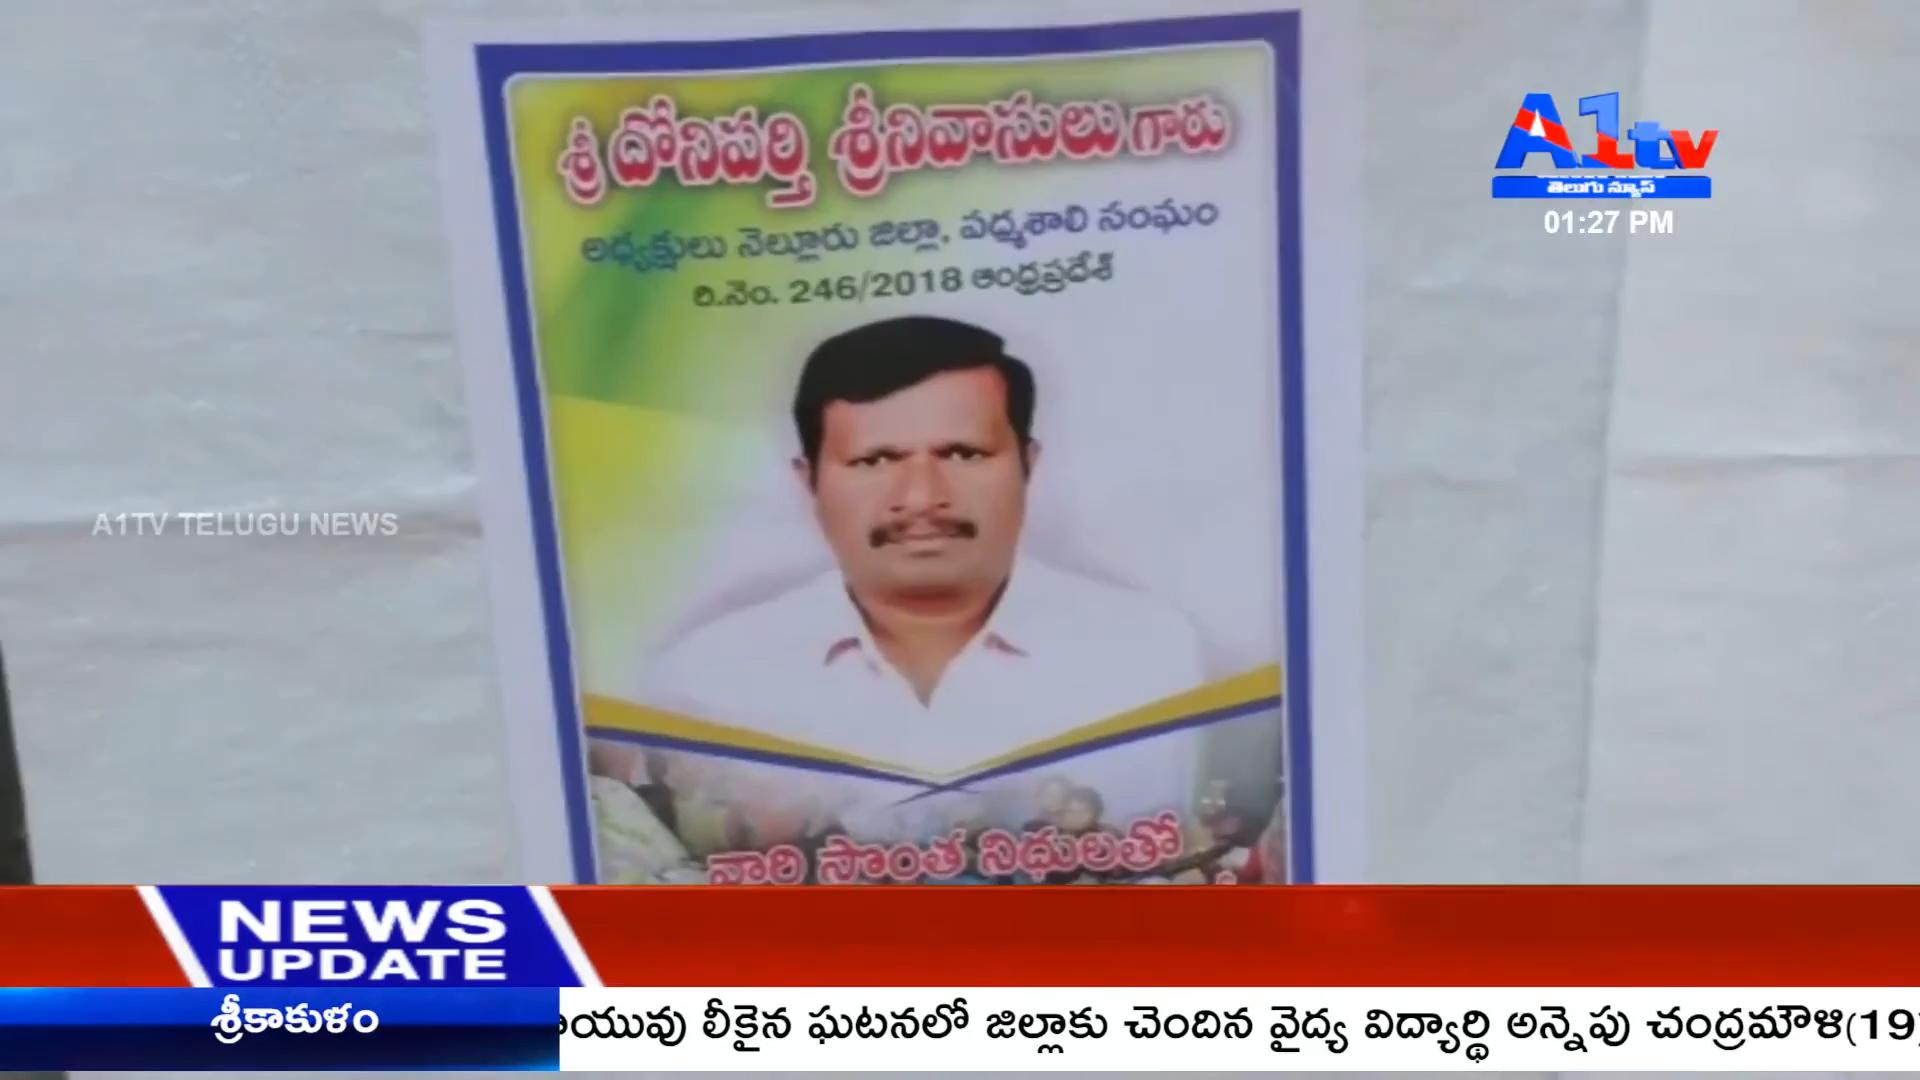 శ్రీ దోనిపర్తి శ్రీనివాసులు గారు
అధ్యక్షులు నెల్లూరు జిల్లా, పద్మశాలి సంఘం
రి.నెం. 246/2018 ఆంధ్రప్రదేశ్
వారి సొంత నిధులతో
A1tv
తెలుగు న్యూస్
01:27 PM
A1TV TELUGU NEWS
NEWS
UPDATE
శ్రీకాకుళం
లీకైన ఘటనలో జిల్లాకు చెందిన వైద్య విద్యార్థి అన్నెపు చంద్రమౌళి(19)